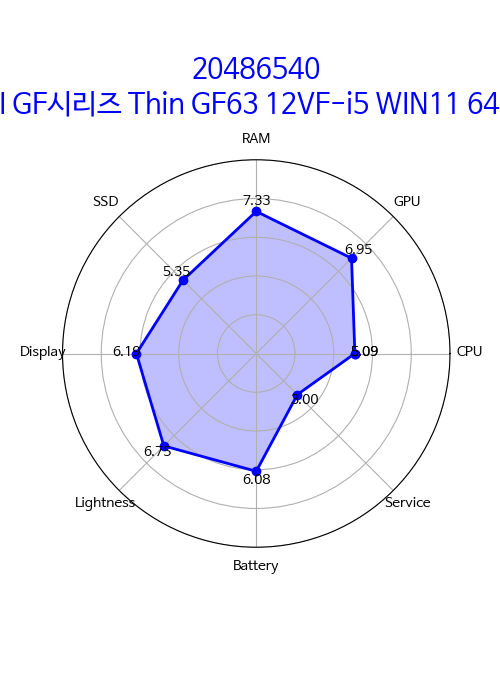 20486540
GF시리즈 Thin GF63 12VF-i5 WIN11 64
RAM
7.33
SSD
GPU
6.95
5.35
Display
6.19
5.09
CPU
6.73
3.00
6.08
Lightness
Service
Battery